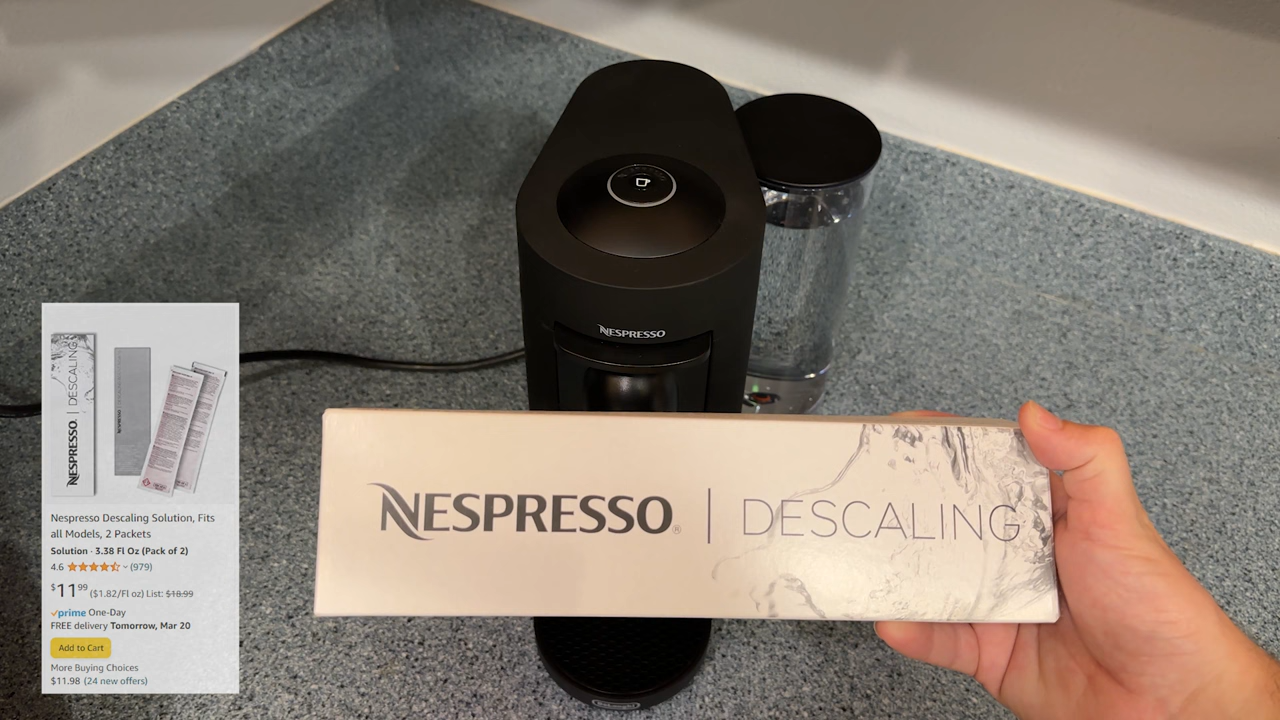 NESPRESSO
NESPRESSO® | DESCALING
NESPRESSO. | DESCALING
Nespresso Descaling Solution, Fits
all Models, 2 Packets
Solution · 3.38 Fl Oz (Pack of 2)
4.6 (979)
$11.99 ($1.82/Fl oz) List: $18.99
prime One-Day
FREE delivery Tomorrow, Mar 20
Add to Cart
More Buying Choices
$11.98 (24 new offers)